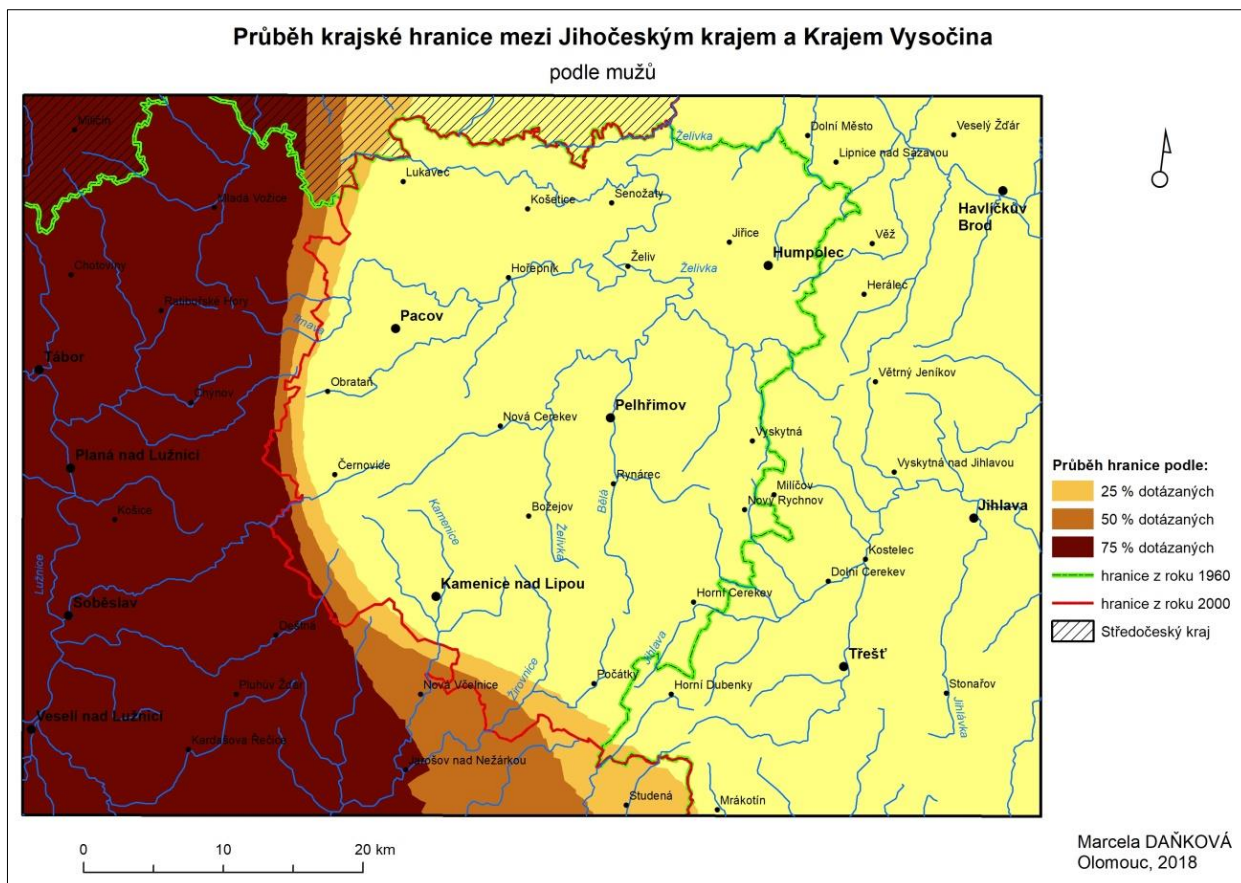 Průběh krajské hranice mezi Jihočeským krajem a Krajem Vysočina
podle mužů
Miličín
Želivka
Dolní Město
Veselý Žďár
Lipnice nad Sázavou
Lukavec
Mladá Vožice
Košetice
Senožaty
Havlíčkův
Brod
Jiřice
Věž
Humpolec
Chotoviny
Hořepník
Želiv
Želivka
Herálec
Ratibořské Hory
Trnava
Pacov
Tábor
Větrný Jeníkov
Obrataň
Chýnov
Pelhřimov
Nová Cerekev
Vyskytná
Planá nad Lužnicí
Černovice
Rynárec
Vyskytná nad Jihlavou
Milíčov
Nový Rychnov
Košice
Kamenice
Božejov
Želivka
Bělá
Jihlava
Kostelec
Lužnice
Dolní Cerekev
Kamenice nad Lipou
Horní Cerekev
Soběslav
Deštná
Jihlava
Třešť
Počátky
Pluhův Žďár
Nová Včelnice
Žirovnice
Horní Dubenky
Stonařov
Jihlávka
Veselí nad Lužnicí
Kardašova Řečice
Jarošov nad Nežárkou
Studená
Mrákotín
Průběh hranice podle:
25 % dotázaných
50 % dotázaných
75 % dotázaných
hranice z roku 1960
hranice z roku 2000
Středočeský kraj
0 10 20 km
Marcela DAŇKOVÁ
Olomouc, 2018